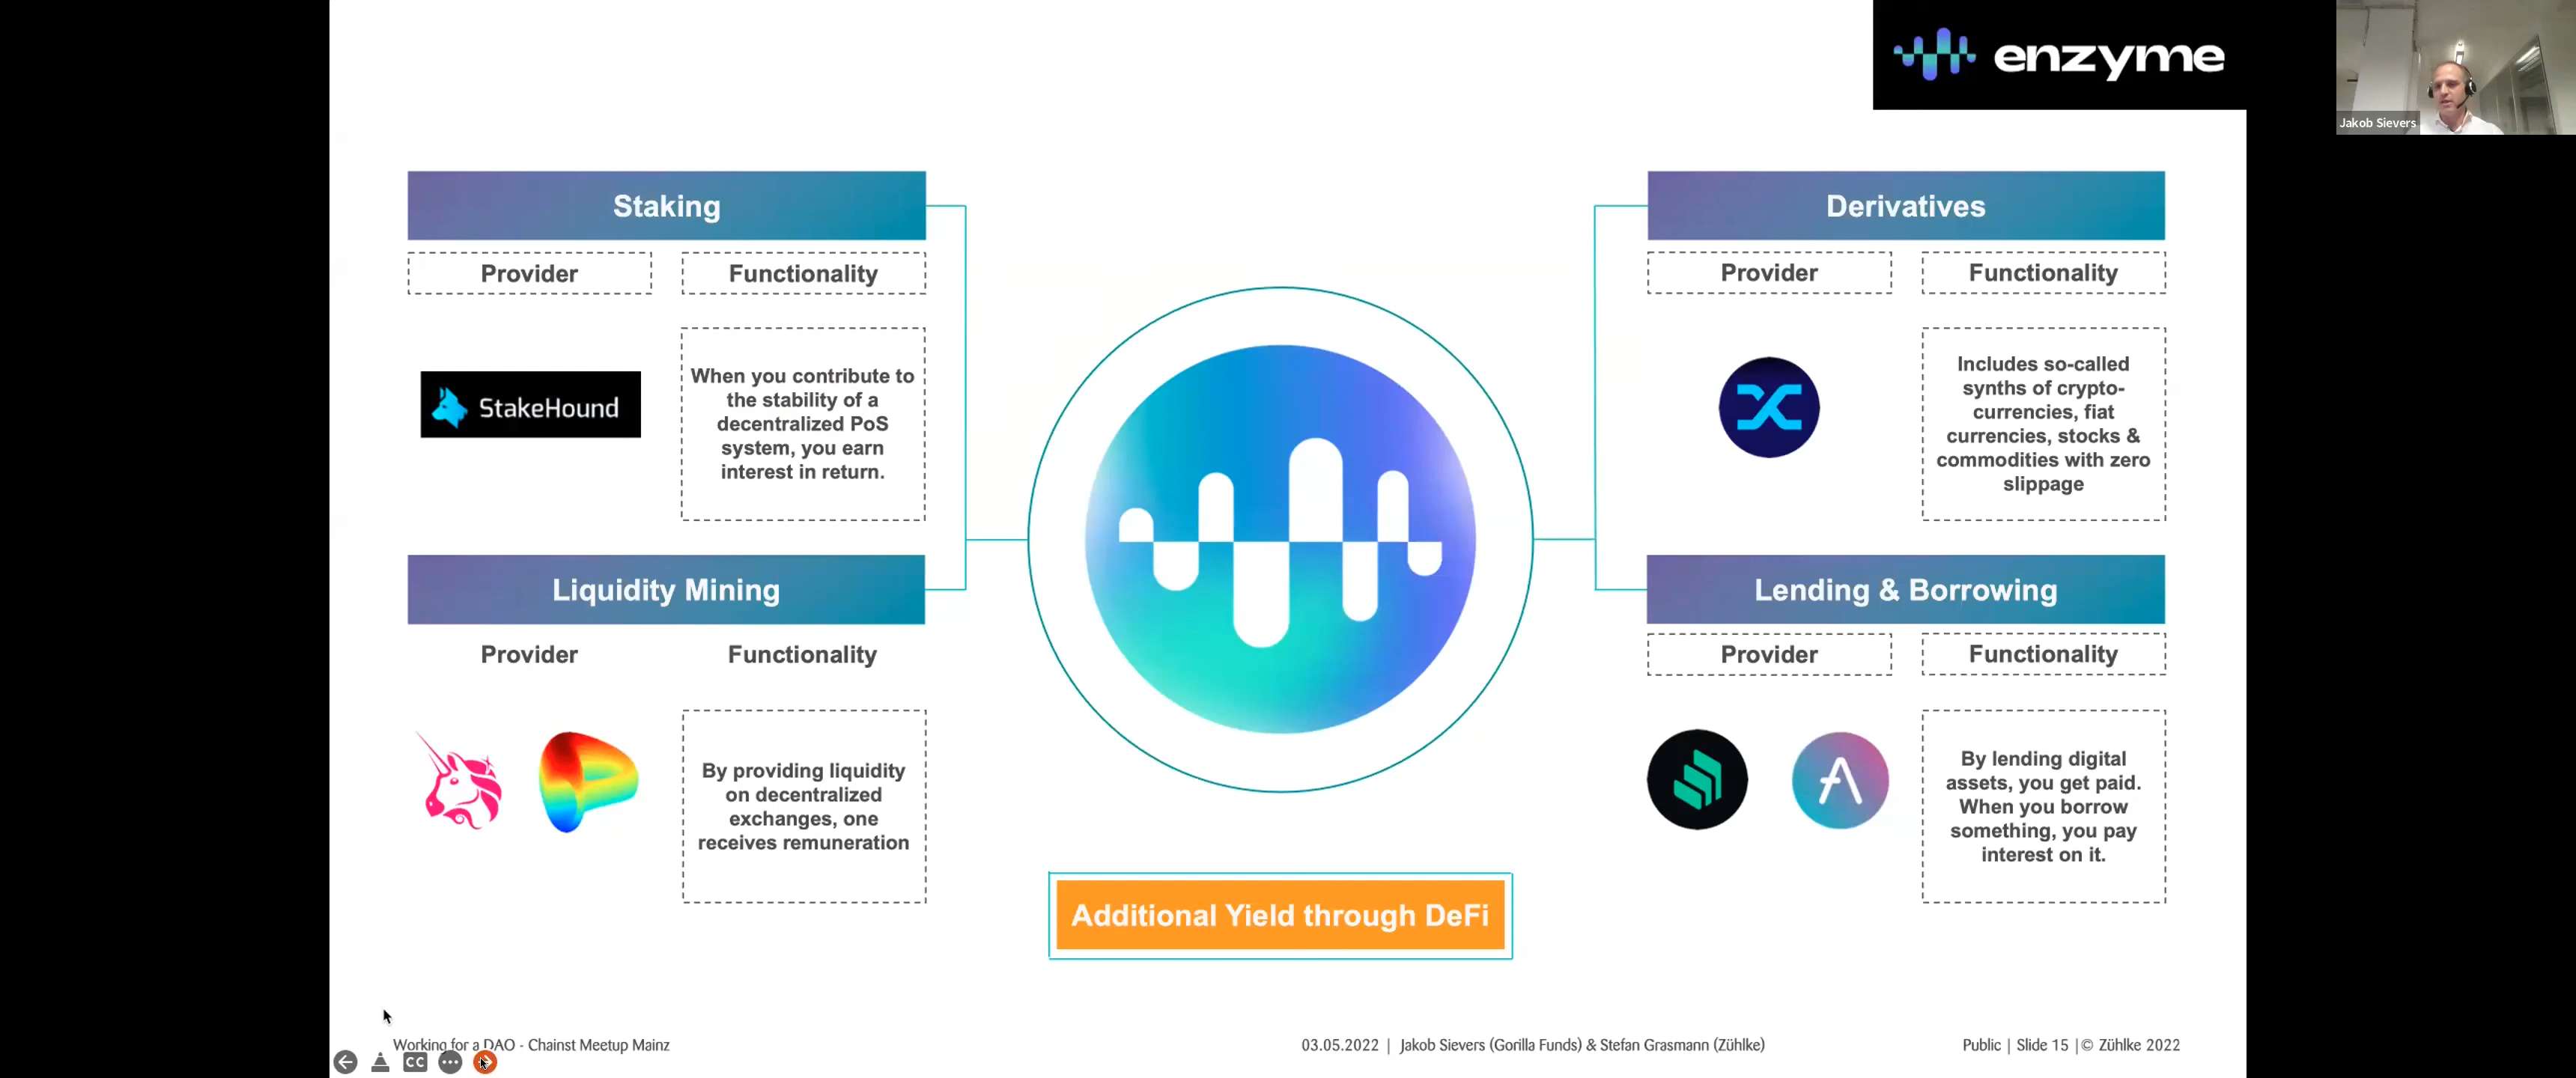 enzyme
Jakob Sievers
Staking
Provider
Functionality
StakeHound
When you contribute to
the stability of a
decentralized PoS
system, you earn
interest in return.
Liquidity Mining
Provider
Functionality
By providing liquidity
on decentralized
exchanges, one
receives remuneration
Derivatives
Provider
Functionality
Includes so-called
synths of crypto-
currencies, fiat
currencies, stocks &
commodities with zero
slippage
Lending & Borrowing
Provider
Functionality
By lending digital
assets, you get paid.
When you borrow
something, you pay
interest on it.
Additional Yield through DeFi
Working for a DAO - Chainst Meetup Mainz
03.05.2022 | Jakob Sievers (Gorilla Funds) & Stefan Grasmann (Zühlke)
Public | Slide 15 | © Zühlke 2022
CC